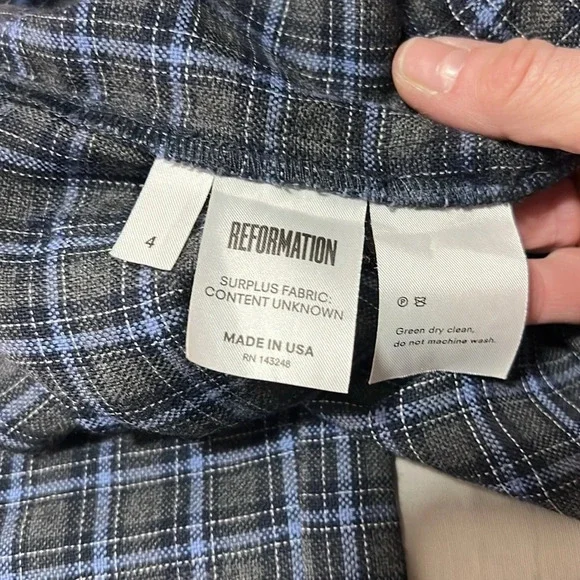 4
REFORMATION
SURPLUS FABRIC:
CONTENT UNKNOWN
MADE IN USA
RN 143248
P
Green dry clean,
do not machine wash.